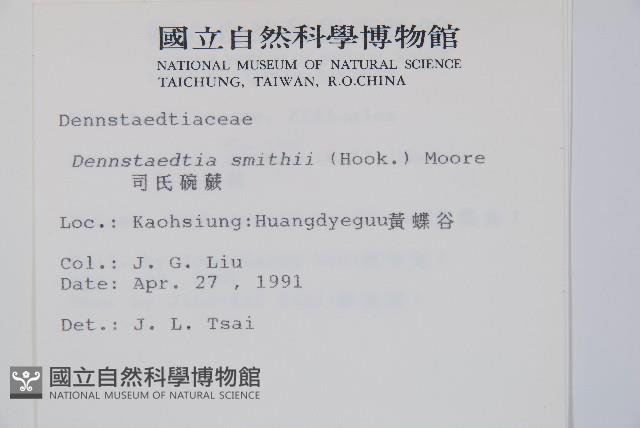 國立自然科學博物館
NATIONAL MUSEUM OF NATURAL SCIENCE
TAICHUNG, TAIWAN, R.O.CHINA
Dennstaedtiaceae
Dennstaedtia smithii (Hook.) Moore
司氏碗蕨
Loc.: Kaohsiung:Huangdyeguu黃蝶谷
Col.: J. G. Liu
Date: Apr. 27 , 1991
Det.: J. L. Tsai
國立自然科學博物館
NATIONAL MUSEUM OF NATURAL SCIENCE